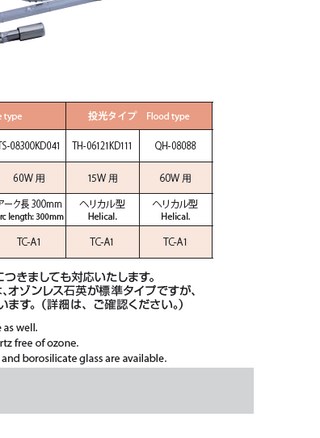 type 投光タイプ Flood type
TS-08300KD041 TH-06121KD111 QH-08088
60W 用 15W 用 60W 用
アーク長 300mm ヘリカル型 ヘリカル型
arc length: 300mm Helical. Helical.
TC-A1 TC-A1 TC-A1
につきましても対応いたします。
は、オゾンレス石英が標準タイプですが、
います。（詳細は、ご確認ください。）
as well.
rtz free of ozone.
and borosilicate glass are available.